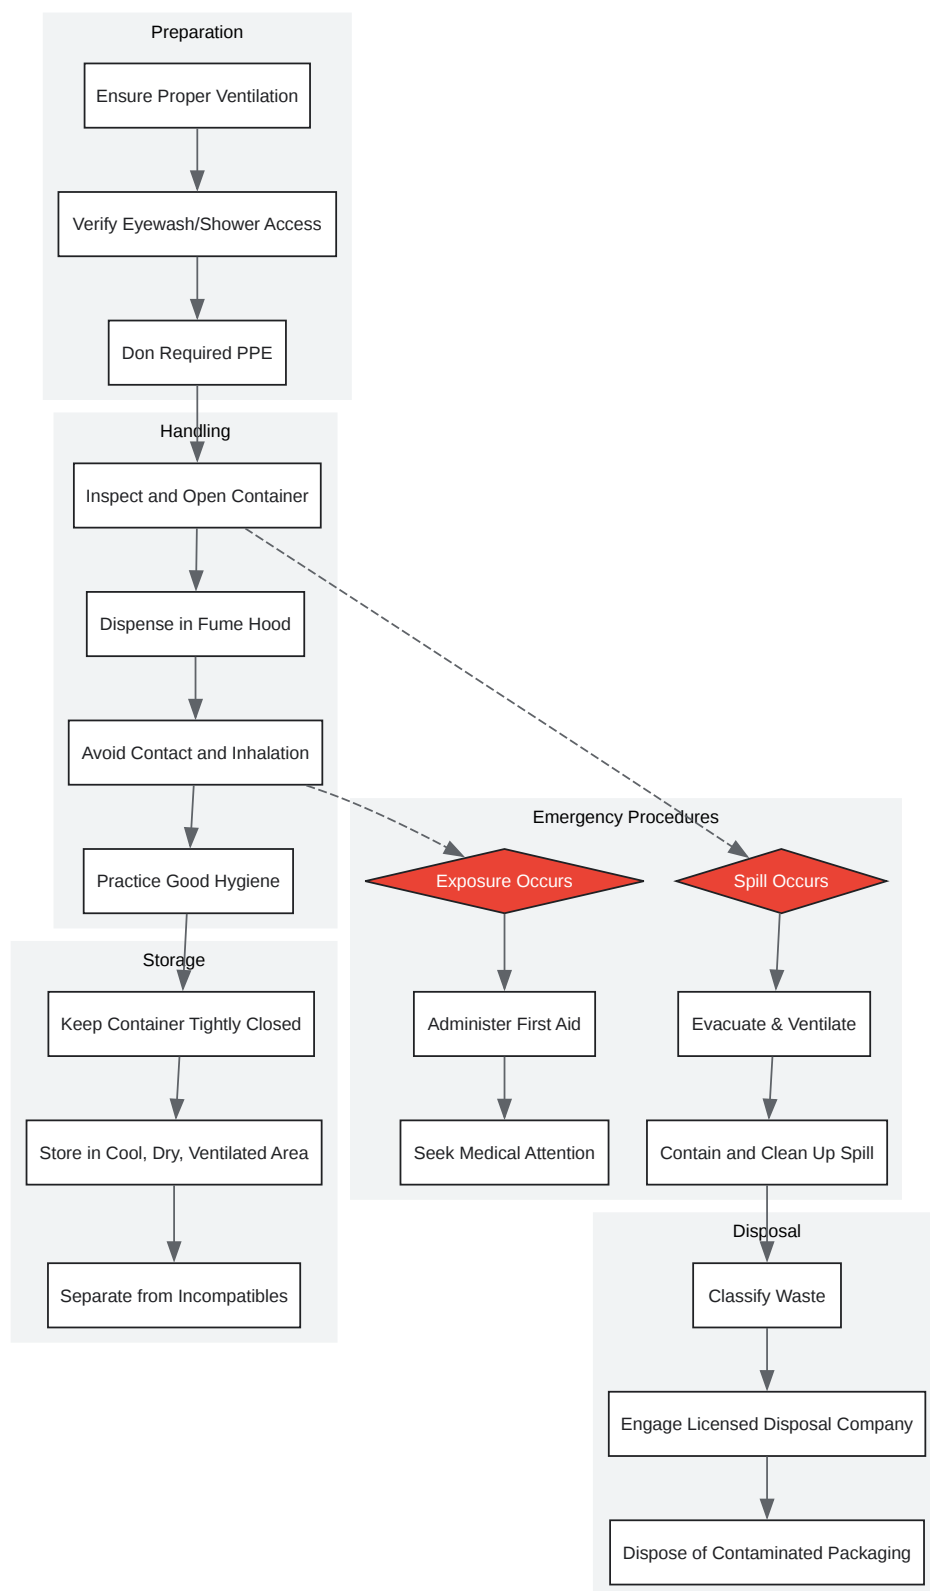 Preparation
Ensure Proper Ventilation
Verify Eyewash/Shower Access
Don Required PPE
Handling
Inspect and Open Container
Dispense in Fume Hood
Avoid Contact and Inhalation
Practice Good Hygiene
Storage
Keep Container Tightly Closed
Store in Cool, Dry, Ventilated Area
Separate from Incompatibles
Emergency Procedures
Exposure Occurs
Administer First Aid
Seek Medical Attention
Spill Occurs
Evacuate & Ventilate
Contain and Clean Up Spill
Disposal
Classify Waste
Engage Licensed Disposal Company
Dispose of Contaminated Packaging